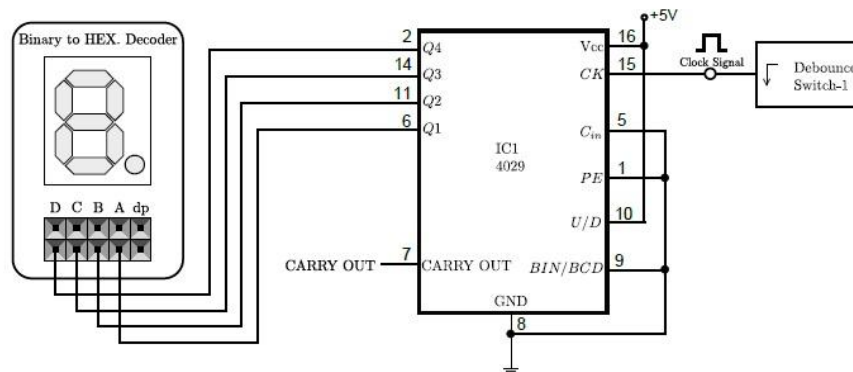 Binary to HEX. Decoder
D C B A dp
2 Q4
14 Q3
11 Q2
6 Q1
CARRY OUT 7 CARRY OUT
IC1
4029
Vcc 16
CK 15
Cin 5
PE 1
U/D 10
BIN/BCD 9
GND
8
+5V
Clock Signal
Debounce
Switch-1